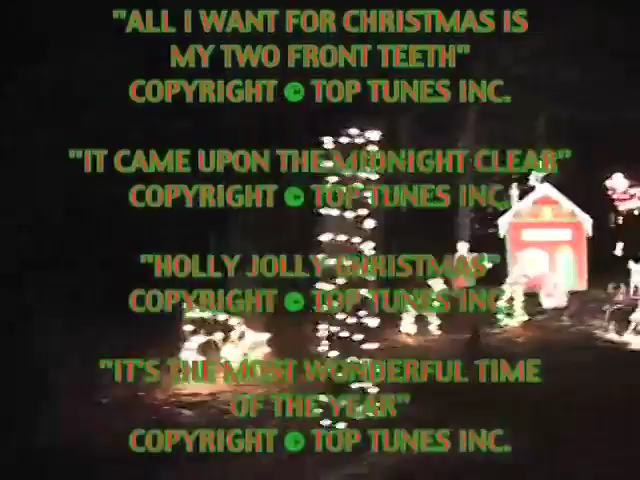 "ALL I WANT FOR CHRISTMAS IS
MY TWO FRONT TEETH"
COPYRIGHT © TOP TUNES INC.
"IT CAME UPON THE MIDNIGHT CLEAR"
COPYRIGHT © TOP TUNES INC.
"HOLLY JOLLY CHRISTMAS"
COPYRIGHT © TOP TUNES INC.
"IT'S THE MOST WONDERFUL TIME
OF THE YEAR"
COPYRIGHT © TOP TUNES INC.